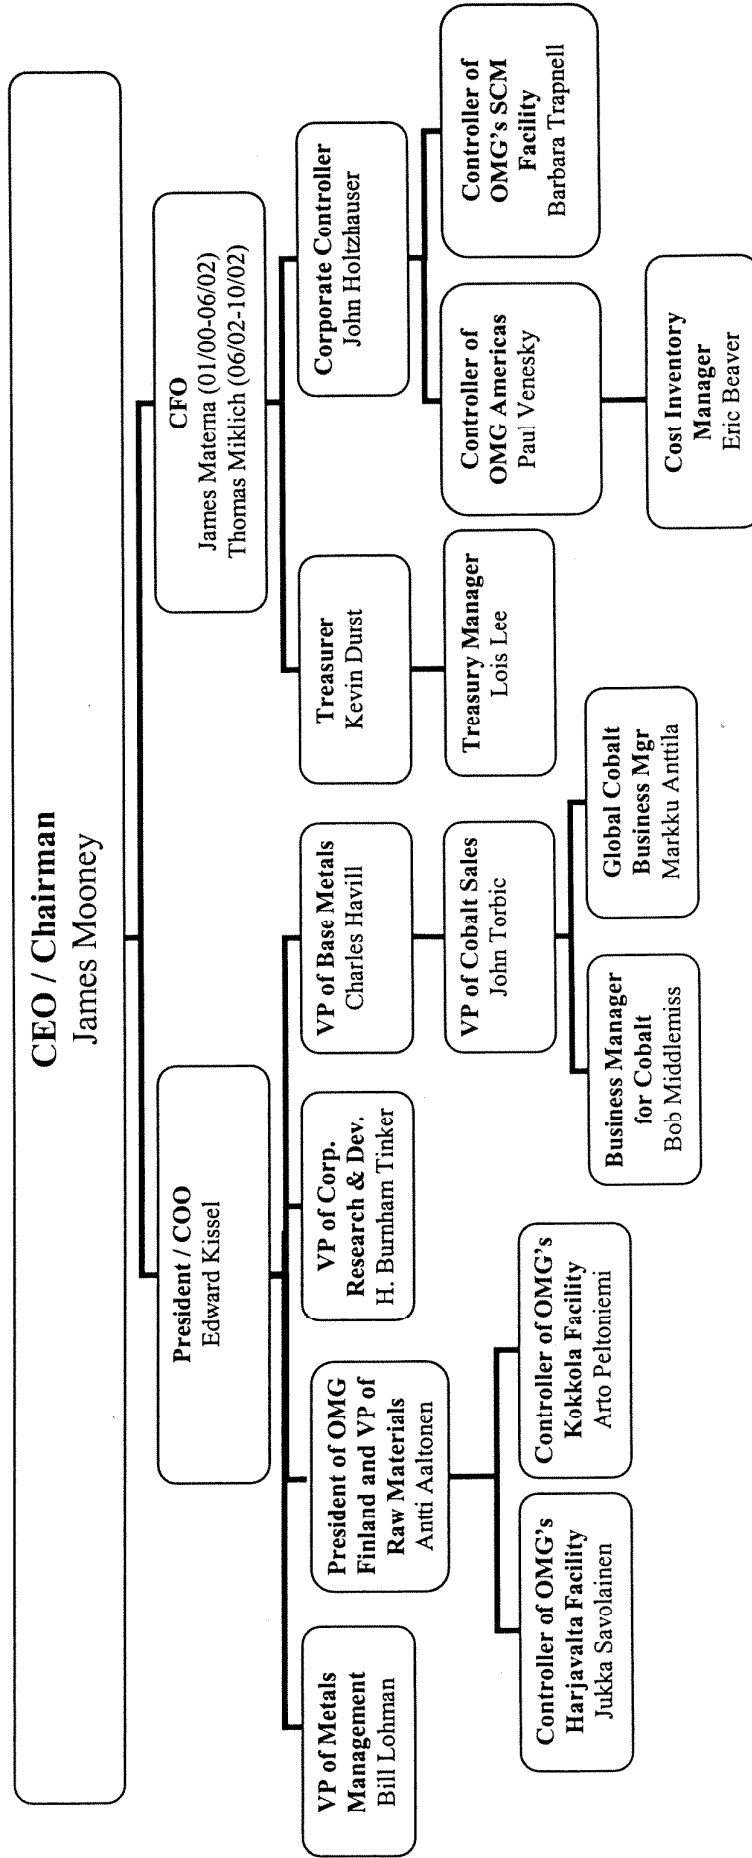 CEO / Chairman
James Mooney
President / COO
Edward Kissel
CFO
James Materna (01/00-06/02)
Thomas Miklich (06/02-10/02)
VP of Metals
Management
Bill Lohman
President of OMG
Finland and VP of
Raw Materials
Antti Aaltonen
VP of Corp.
Research & Dev.
H. Burnham Tinker
VP of Base Metals
Charles Havill
Treasurer
Kevin Durst
Corporate Controller
John Holtzhauser
Controller of OMG's
Harjavalta Facility
Jukka Savolainen
Controller of OMG's
Kokkola Facility
Arto Peltoniemi
VP of Cobalt Sales
John Torbic
Business Manager
for Cobalt
Bob Middlemiss
Global Cobalt
Business Mgr
Markku Anttila
Treasury Manager
Lois Lee
Controller of
OMG Americas
Paul Venesky
Controller of
OMG's SCM
Facility
Barbara Trapnell
Cost Inventory
Manager
Eric Beaver